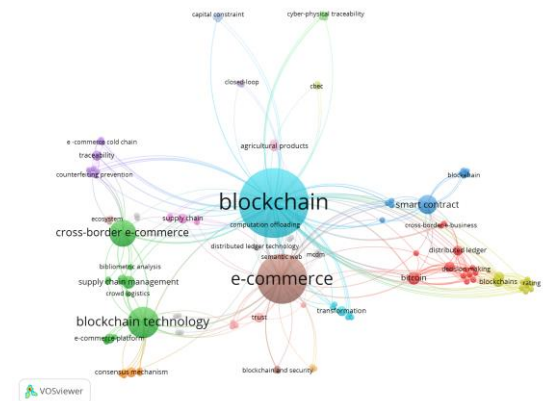 capital constraint
cyber-physical traceability
closed-loop
agricultural products
e-commerce cold chain
traceability
counterfeiting prevention
blockchain
smart contract
computation offloading
ecosystem
supply chain
cross-border e-commerce
cross-border e-business
distributed ledger technology
distributed ledger
semantic web
bibliometric analysis
e-commerce
bitcoin
supply chain management
blockchains
rating
crowd logistics
transformation
trust
blockchain technology
e-commerce platform
consensus mechanism
blockchain and security
VOSviewer